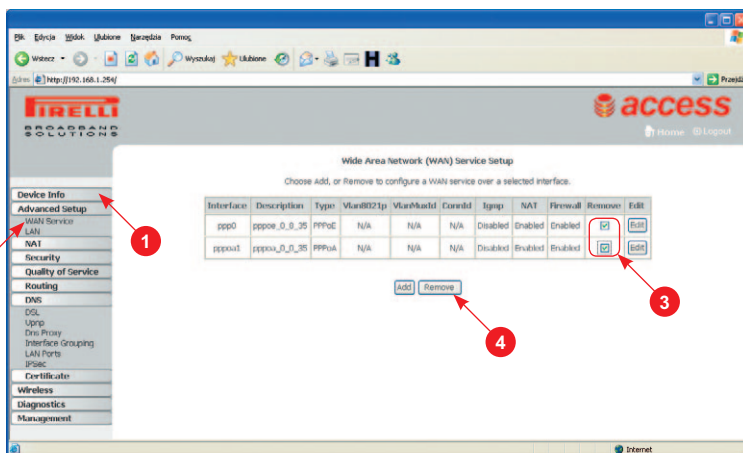 Plik Edycja Widok Ulubione Narzędzia Pomoc
Wstecz Wyszukaj Ulubione
Adres http://192.168.1.254/ Przejdź
IRELLI
BROADBAND
SOLUTIONS
access
Home Logout
Wide Area Network (WAN) Service Setup
Choose Add, or Remove to configure a WAN service over a selected interface.
Device Info
Advanced Setup
WAN Service
LAN
NAT
Security
Quality of Service
Routing
DNS
DSL
Upnp
Dns Proxy
Interface Grouping
LAN Ports
IPSec
Certificate
Wireless
Diagnostics
Management
Interface Description Type Vlan8021p VlanMuxId ConnId Igmp NAT Firewall Remove Edit
ppp0 pppoe_0_0_35 PPPoE N/A N/A N/A Disabled Enabled Enabled Edit
pppoa1 pppoa_0_0_35 PPPoA N/A N/A N/A Disabled Enabled Enabled Edit
Add Remove
1
3
4
Internet